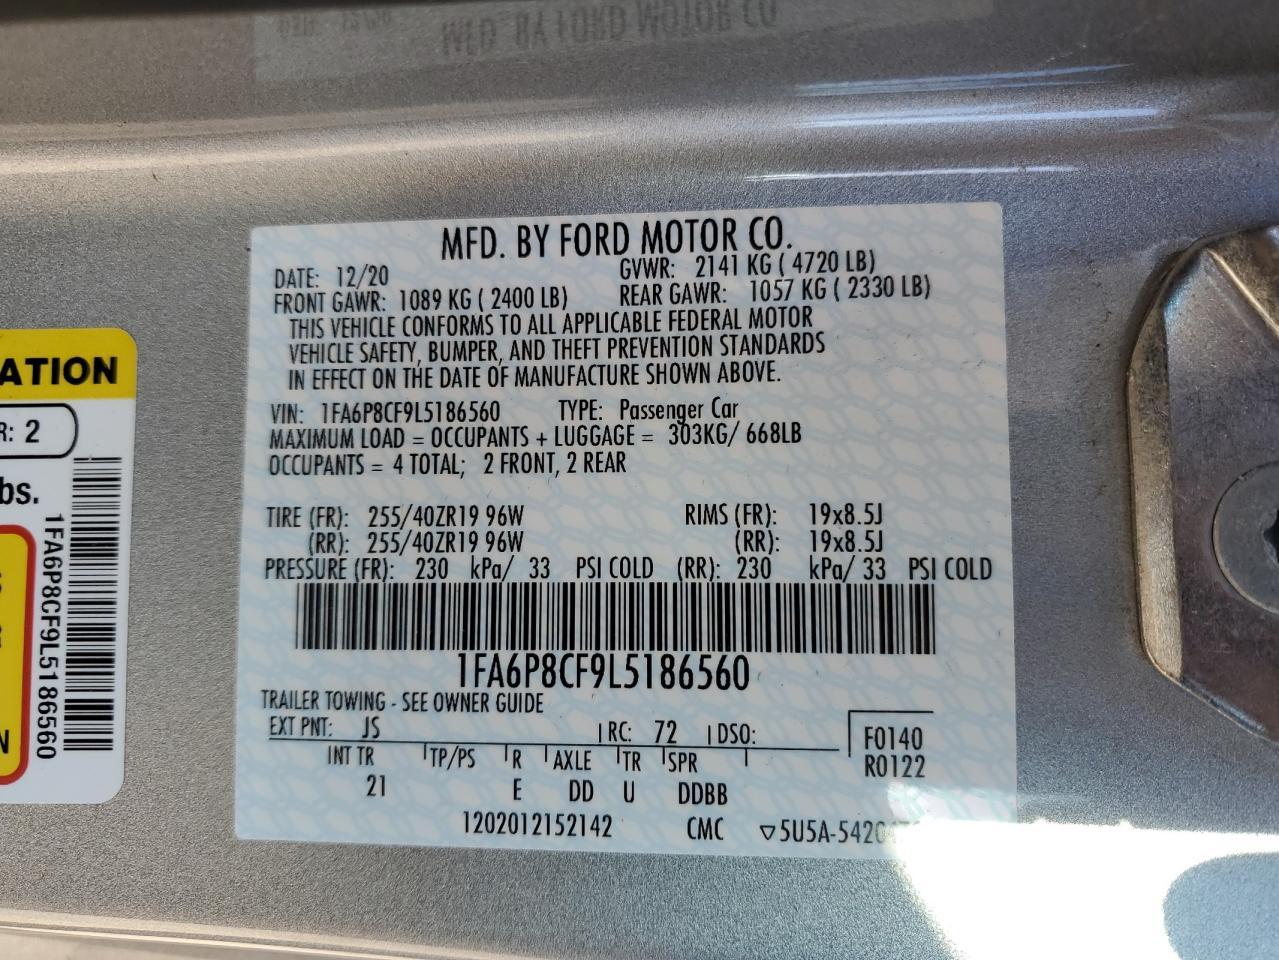 MFD. BY FORD MOTOR CO.
DATE: 12/20 GVWR: 2141 KG ( 4720 LB)
FRONT GAWR: 1089 KG ( 2400 LB) REAR GAWR: 1057 KG ( 2330 LB)
THIS VEHICLE CONFORMS TO ALL APPLICABLE FEDERAL MOTOR
VEHICLE SAFETY, BUMPER, AND THEFT PREVENTION STANDARDS
IN EFFECT ON THE DATE OF MANUFACTURE SHOWN ABOVE.
VIN: 1FA6P8CF9L5186560 TYPE: Passenger Car
MAXIMUM LOAD = OCCUPANTS + LUGGAGE = 303KG/ 668LB
OCCUPANTS = 4 TOTAL; 2 FRONT, 2 REAR
TIRE (FR): 255/40ZR19 96W RIMS (FR): 19x8.5J
(RR): 255/40ZR19 96W (RR): 19x8.5J
PRESSURE (FR): 230 kPa/ 33 PSI COLD (RR): 230 kPa/ 33 PSI COLD
1FA6P8CF9L5186560
TRAILER TOWING - SEE OWNER GUIDE
EXT PNT: JS RC: 72 DSO:
F0140
R0122
INT TR TP/PS R AXLE TR SPR
21 E DD U DDBB
1202012152142 CMC ▽5U5A-5420
ATION
R: 2
bs.
1FA6P8CF9L5186560
N